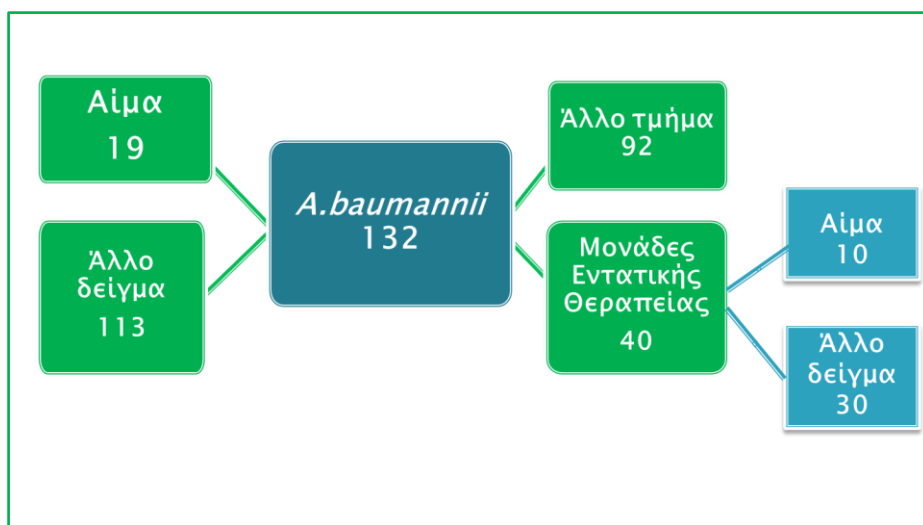 Αίμα
19
Άλλο
δείγμα
113
A.baumannii
132
Άλλο τμήμα
92
Μονάδες
Εντατικής
Θεραπείας
40
Αίμα
10
Άλλο
δείγμα
30